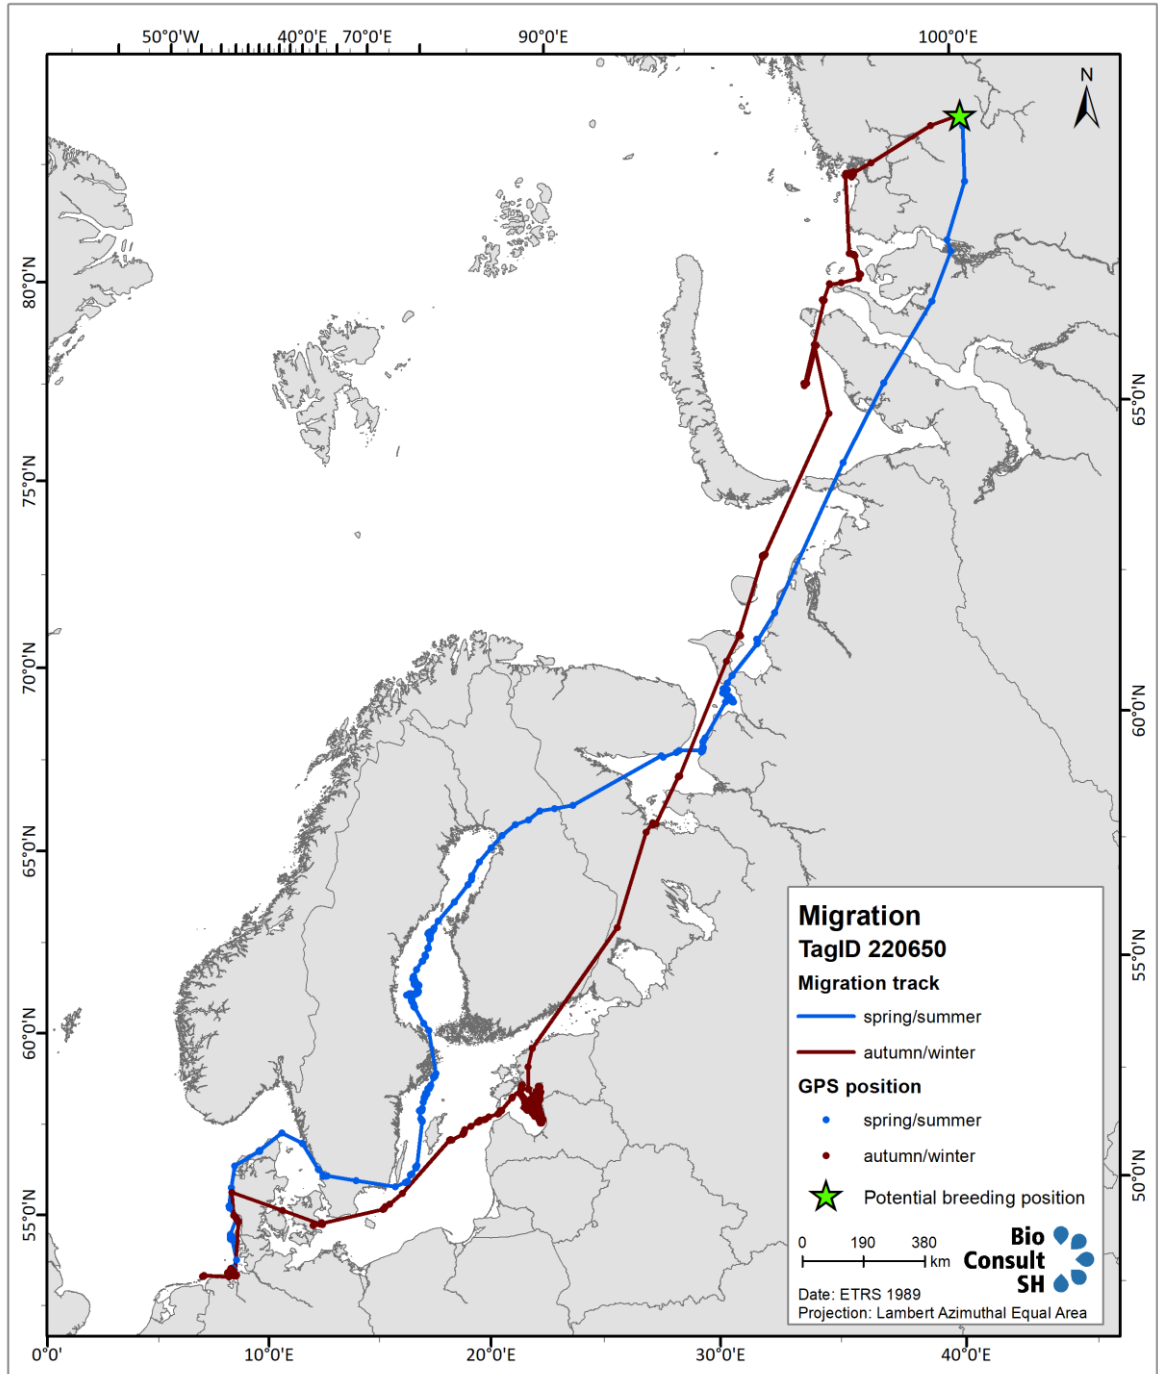 50°0'W 40°0'E 70°0'E 90°0'E 100°0'E
N
80°0'N
75°0'N
70°0'N
65°0'N
60°0'N
55°0'N
65°0'N
60°0'N
55°0'N
50°0'N
Migration
TagID 220650
Migration track
spring/summer
autumn/winter
GPS position
spring/summer
autumn/winter
Potential breeding position
0 190 380
km
Bio
Consult
SH
Date: ETRS 1989
Projection: Lambert Azimuthal Equal Area
0°0' 10°0'E 20°0'E 30°0'E 40°0'E